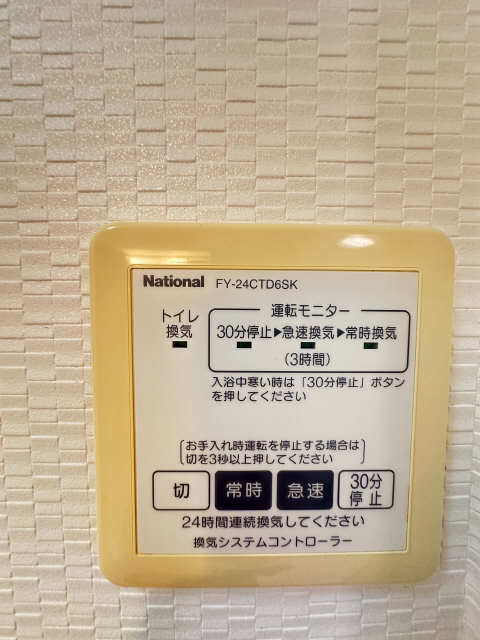 National FY-24CTD6SK
運転モニター
トイレ
換気
30分停止▶急速換気▶常時換気
(3時間)
入浴中寒い時は「30分停止」ボタン
を押してください
お手入れ時運転を停止する場合は
切を3秒以上押してください
切 常時 急速 30分
停止
24時間連続換気してください
換気システムコントローラー